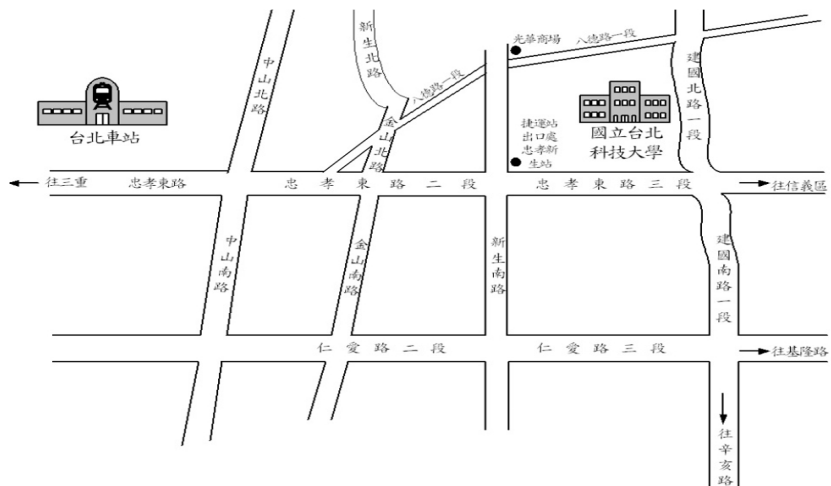 新生北路
中山北路
光華商場
八德路一段
建國北路一段
八德路一段
金山北路
台北車站
捷運站
出口處
忠孝新
生站
國立台北
科技大學
往三重
忠孝東路
忠孝東路二段
忠孝東路三段
往信義區
中山南路
金山南路
新生南路
建國南路一段
仁愛路二段
仁愛路三段
往基隆路
往辛亥路